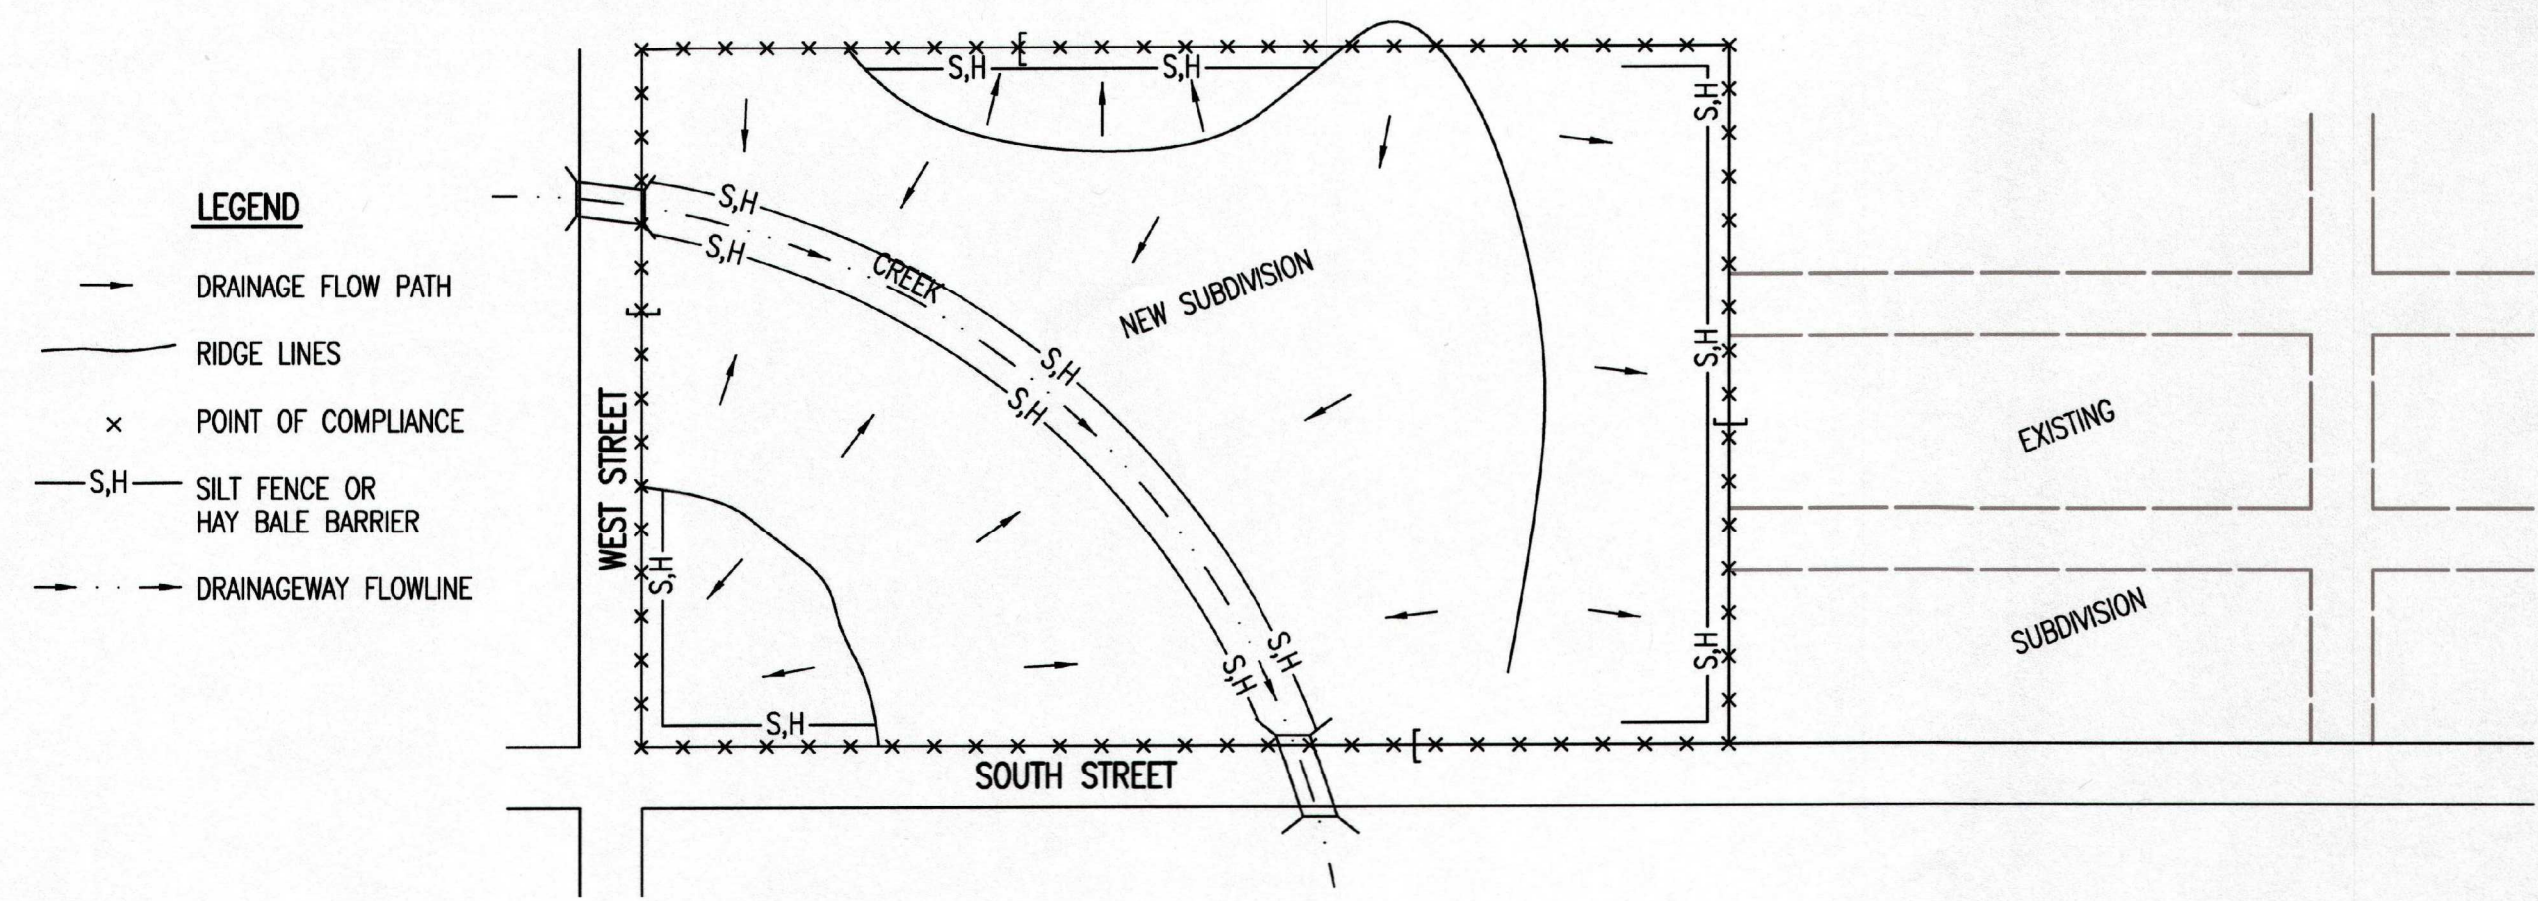 LEGEND
DRAINAGE FLOW PATH
RIDGE LINES
POINT OF COMPLIANCE
S,H
SILT FENCE OR
HAY BALE BARRIER
DRAINAGEWAY FLOWLINE
S,H
S,H
S,H
S,H
S,H
CREEK
NEW SUBDIVISION
S,H
S,H
S,H
WEST STREET
EXISTING
S,H
SUBDIVISION
S,H
S,H
S,H
S,H
SOUTH STREET